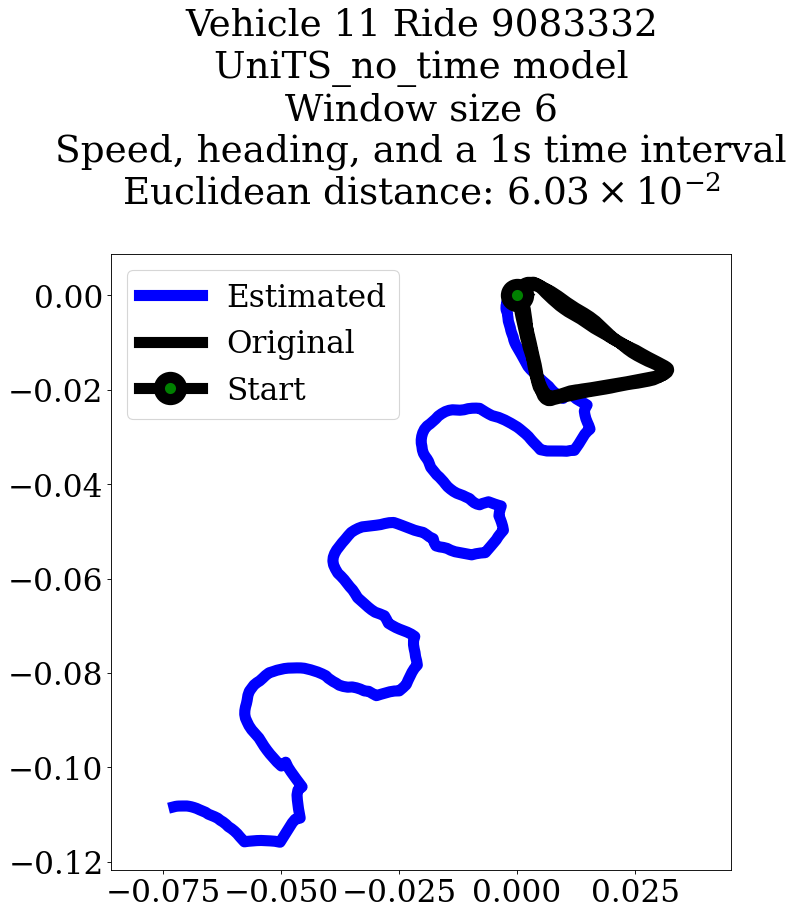 Vehicle 11 Ride 9083332
UniTS_no_time model
Window size 6
Speed, heading, and a 1s time interval
Euclidean distance: 6.03 × 10⁻²
Estimated
Original
Start
0.00
−0.02
−0.04
−0.06
−0.08
−0.10
−0.12
−0.075 −0.050 −0.025 0.000 0.025